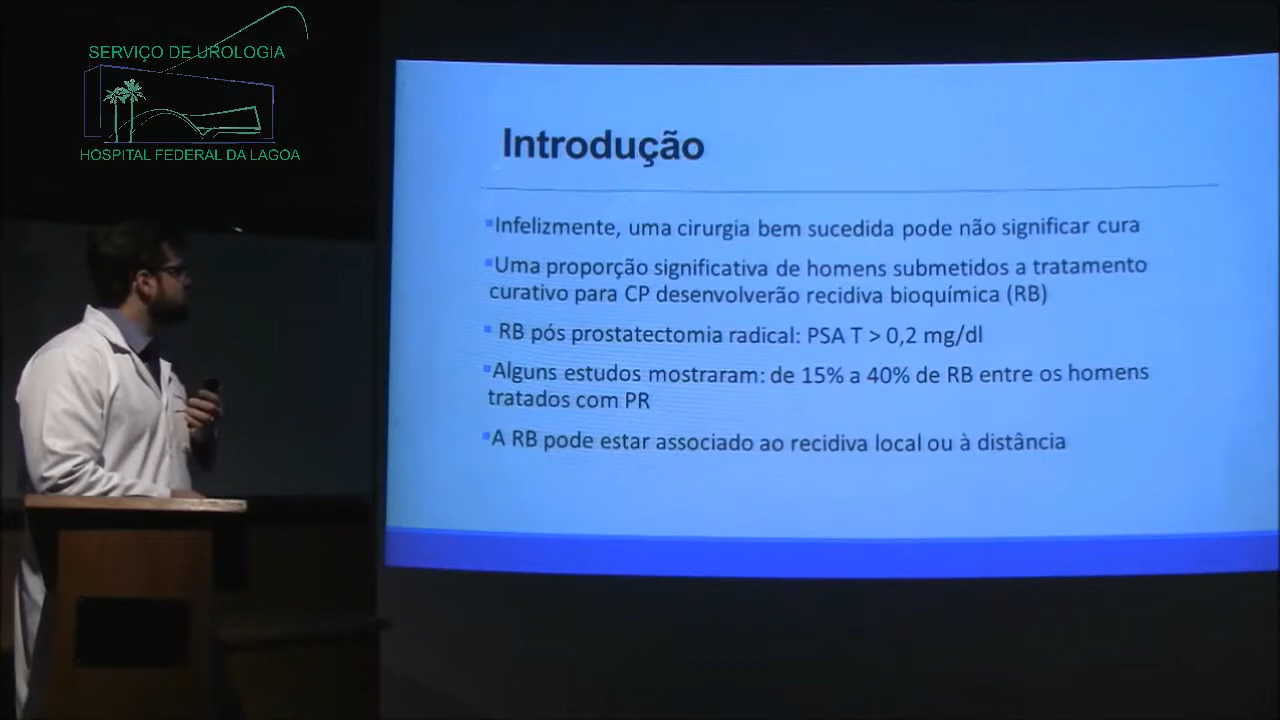 SERVIÇO DE UROLOGIA
HOSPITAL FEDERAL DA LAGOA
Introdução
Infelizmente, uma cirurgia bem sucedida pode não significar cura
Uma proporção significativa de homens submetidos a tratamento
curativo para CP desenvolverão recidiva bioquímica (RB)
RB pós prostatectomia radical: PSA T > 0,2 mg/dl
Alguns estudos mostraram: de 15% a 40% de RB entre os homens
tratados com PR
A RB pode estar associado ao recidiva local ou à distância